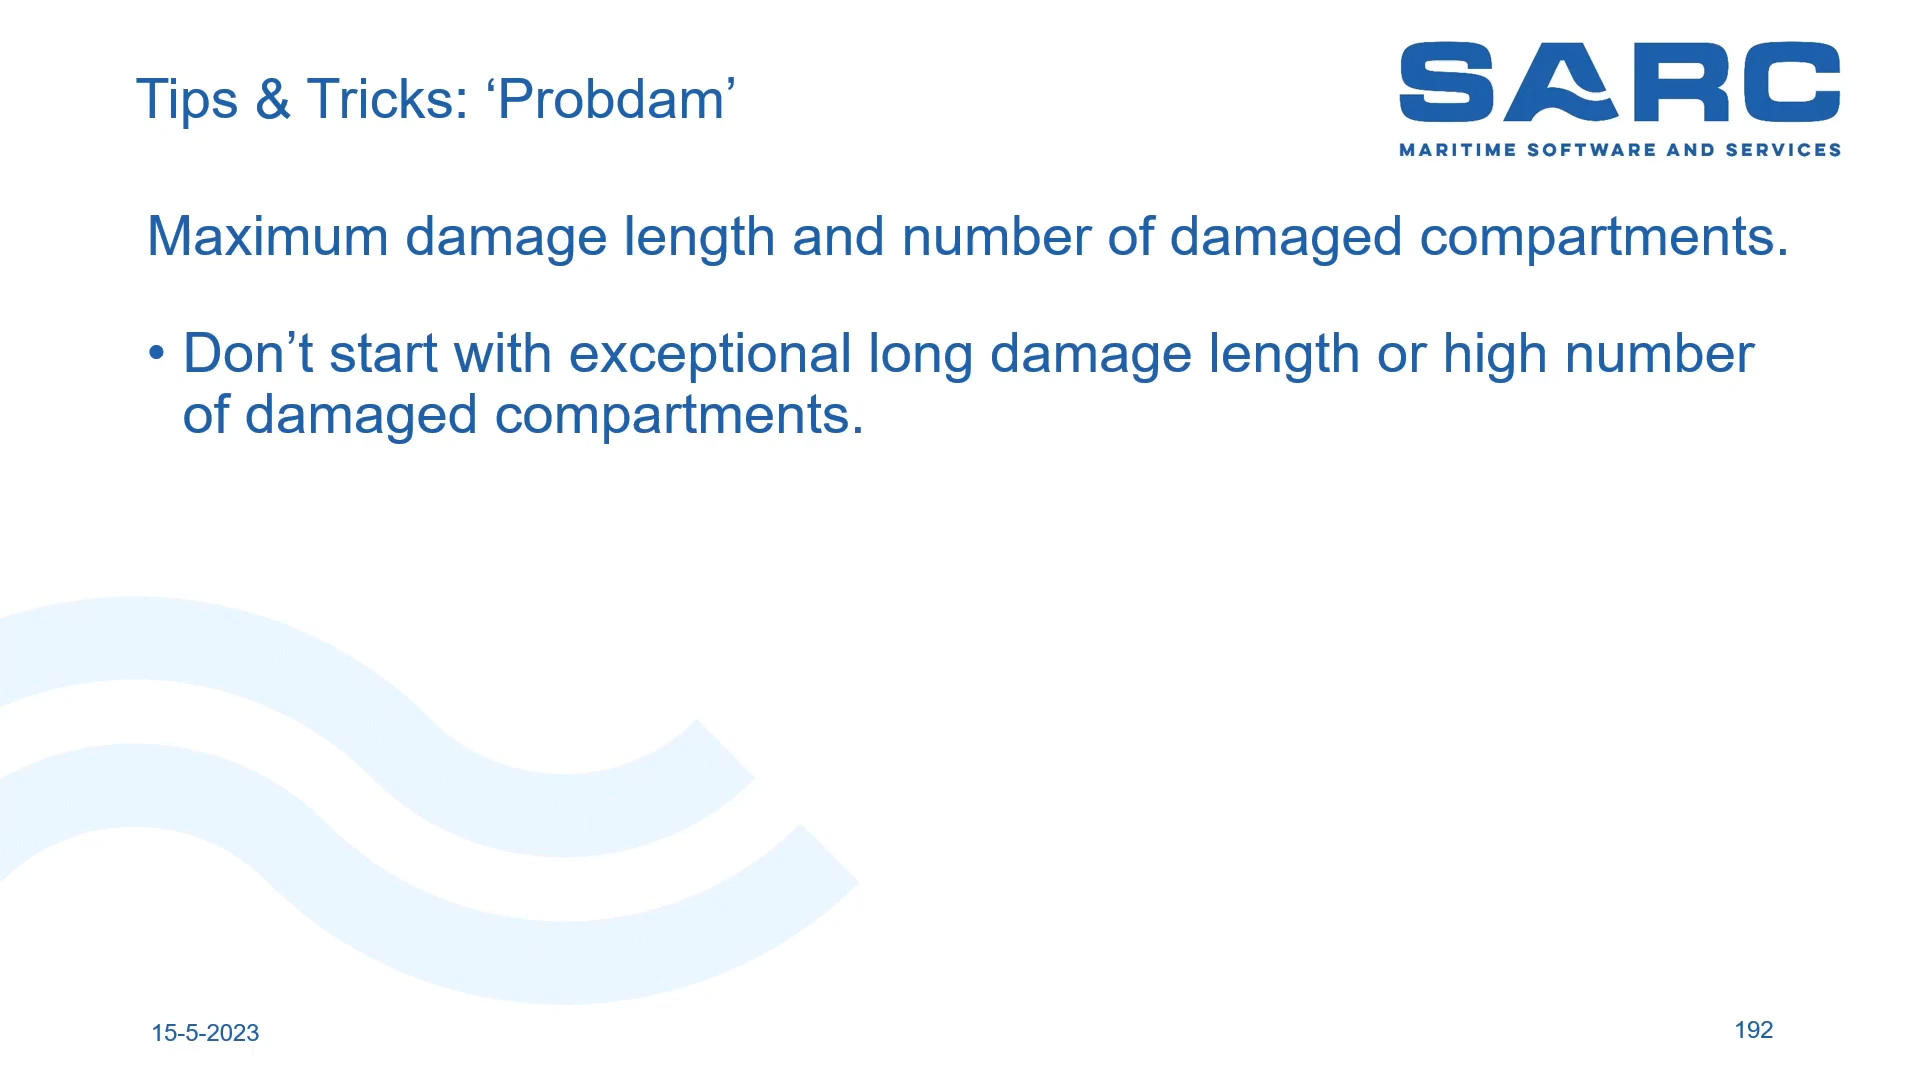 Tips & Tricks: ‘Probdam’
SARC
MARITIME SOFTWARE AND SERVICES
Maximum damage length and number of damaged compartments.
• Don’t start with exceptional long damage length or high number
of damaged compartments.
15-5-2023
192